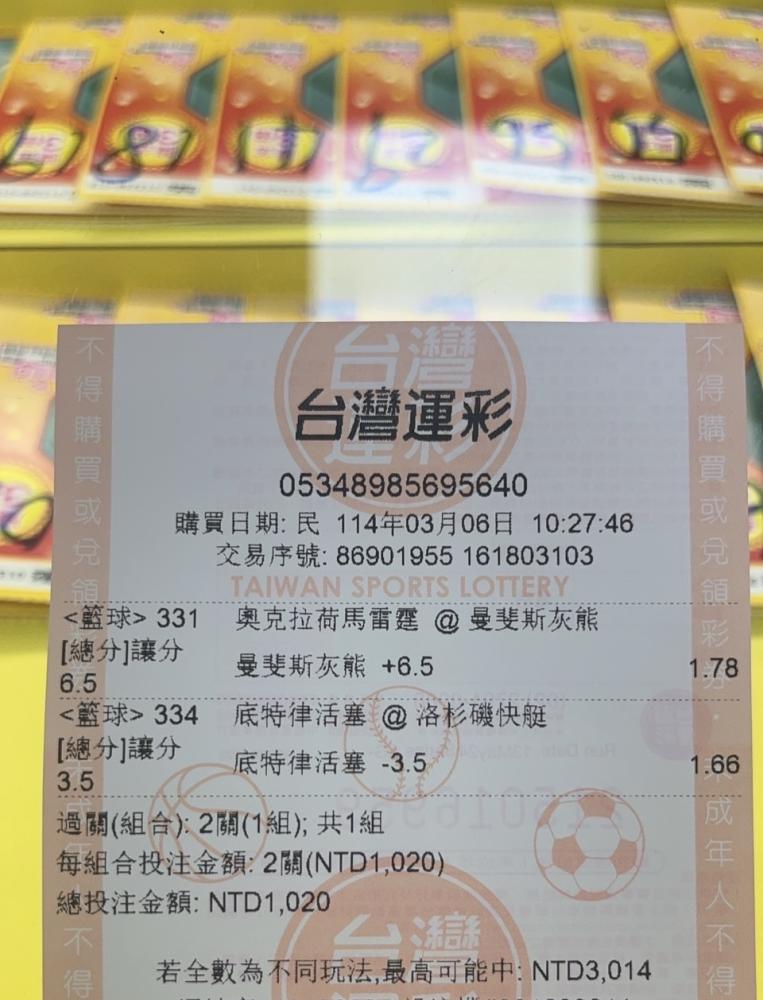 台灣運彩
05348985695640
購買日期: 民 114年03月06日 10:27:46
交易序號: 86901955 161803103
TAIWAN SPORTS LOTTERY
<籃球> 331 奧克拉荷馬雷霆 @ 曼斐斯灰熊
[總分]讓分
6.5 曼斐斯灰熊 +6.5 1.78
<籃球> 334 底特律活塞 @ 洛杉磯快艇
[總分]讓分
3.5 底特律活塞 -3.5 1.66
過關(組合): 2關(1組); 共1組
每組合投注金額: 2關(NTD1,020)
總投注金額: NTD1,020
若全數為不同玩法,最高可能中: NTD3,014
不得購買或兌領
不得購買或兌領彩券
未成年人不得
台灣